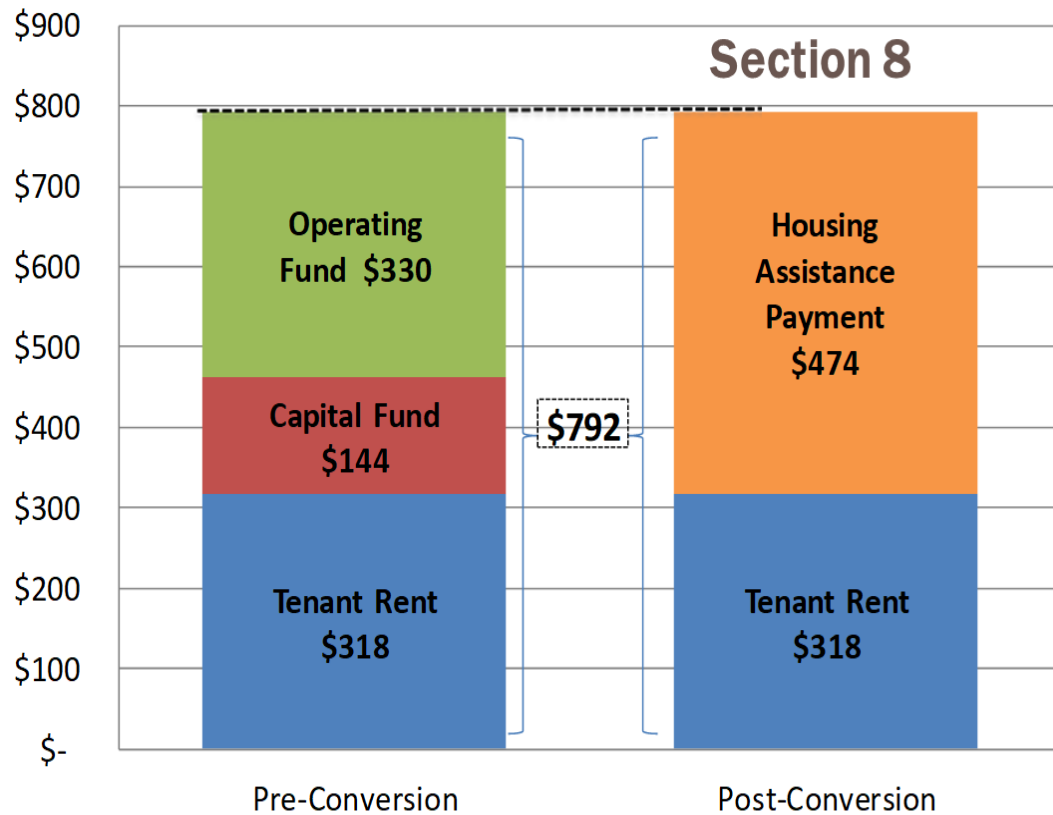 $900
$800
$700
$600
$500
$400
$300
$200
$100
$-
Section 8
Operating
Fund $330
Capital Fund
$144
Tenant Rent
$318
$792
Housing
Assistance
Payment
$474
Tenant Rent
$318
Pre-Conversion
Post-Conversion